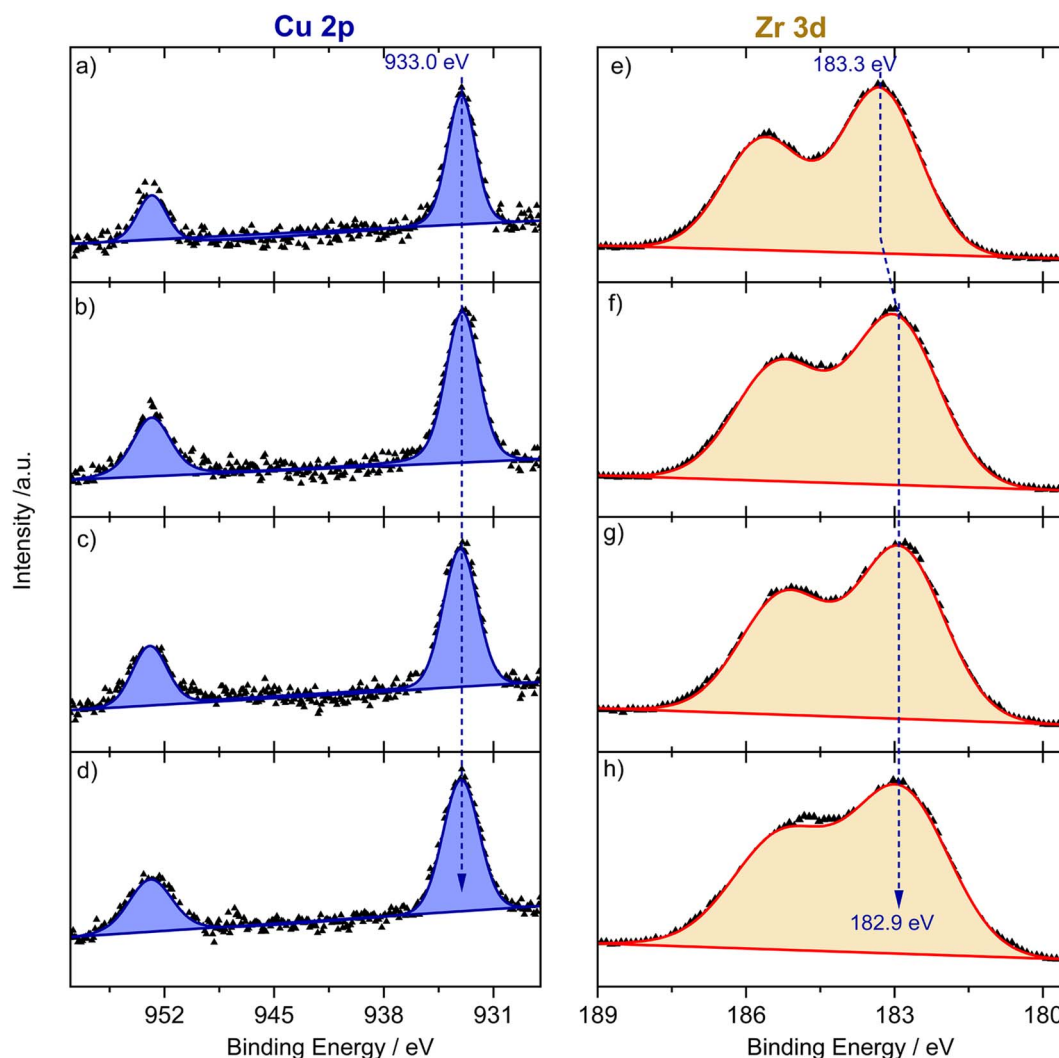 Cu 2p
Zr 3d
a)
933.0 eV
e)
183.3 eV
b)
f)
c)
g)
d)
h)
182.9 eV
Intensity /a.u.
952
945
938
931
189
186
183
180
Binding Energy / eV
Binding Energy / eV